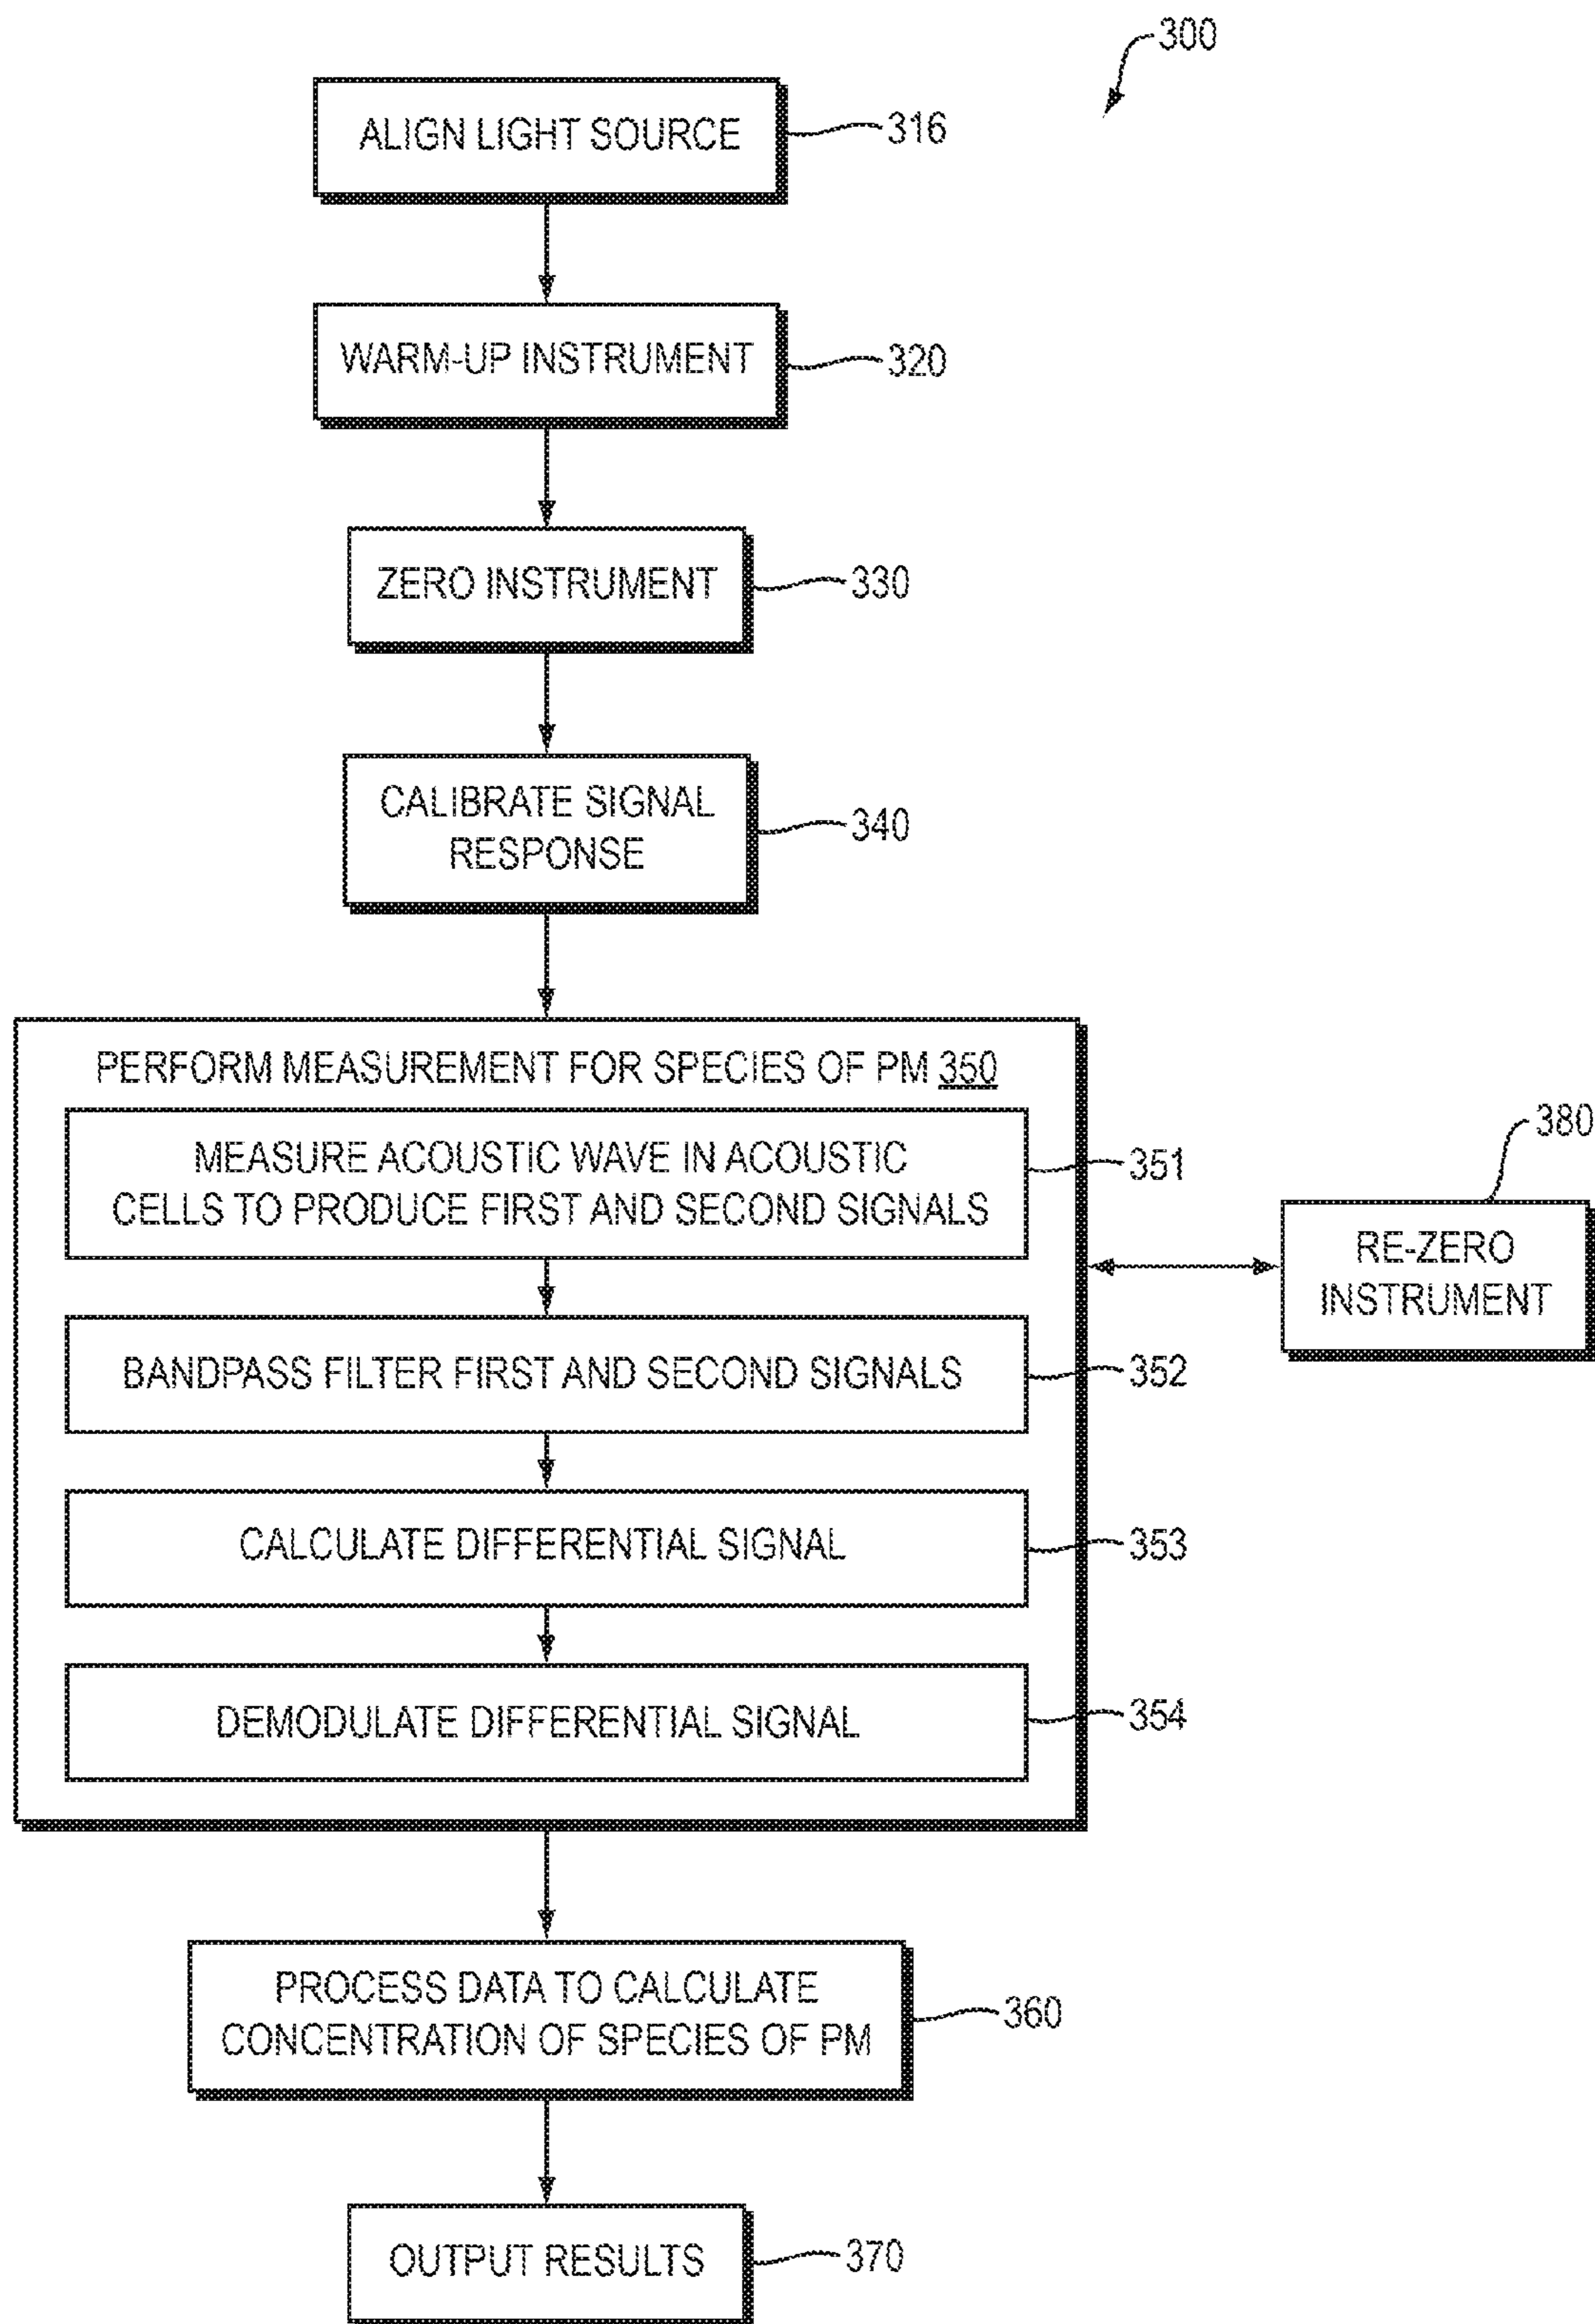 300
ALIGN LIGHT SOURCE
316
WARM-UP INSTRUMENT
320
ZERO INSTRUMENT
330
CALIBRATE SIGNAL
RESPONSE
340
PERFORM MEASUREMENT FOR SPECIES OF PM 350
MEASURE ACOUSTIC WAVE IN ACOUSTIC
CELLS TO PRODUCE FIRST AND SECOND SIGNALS
351
380
RE-ZERO
INSTRUMENT
BANDPASS FILTER FIRST AND SECOND SIGNALS
352
CALCULATE DIFFERENTIAL SIGNAL
353
DEMODULATE DIFFERENTIAL SIGNAL
354
PROCESS DATA TO CALCULATE
CONCENTRATION OF SPECIES OF PM
360
OUTPUT RESULTS
370